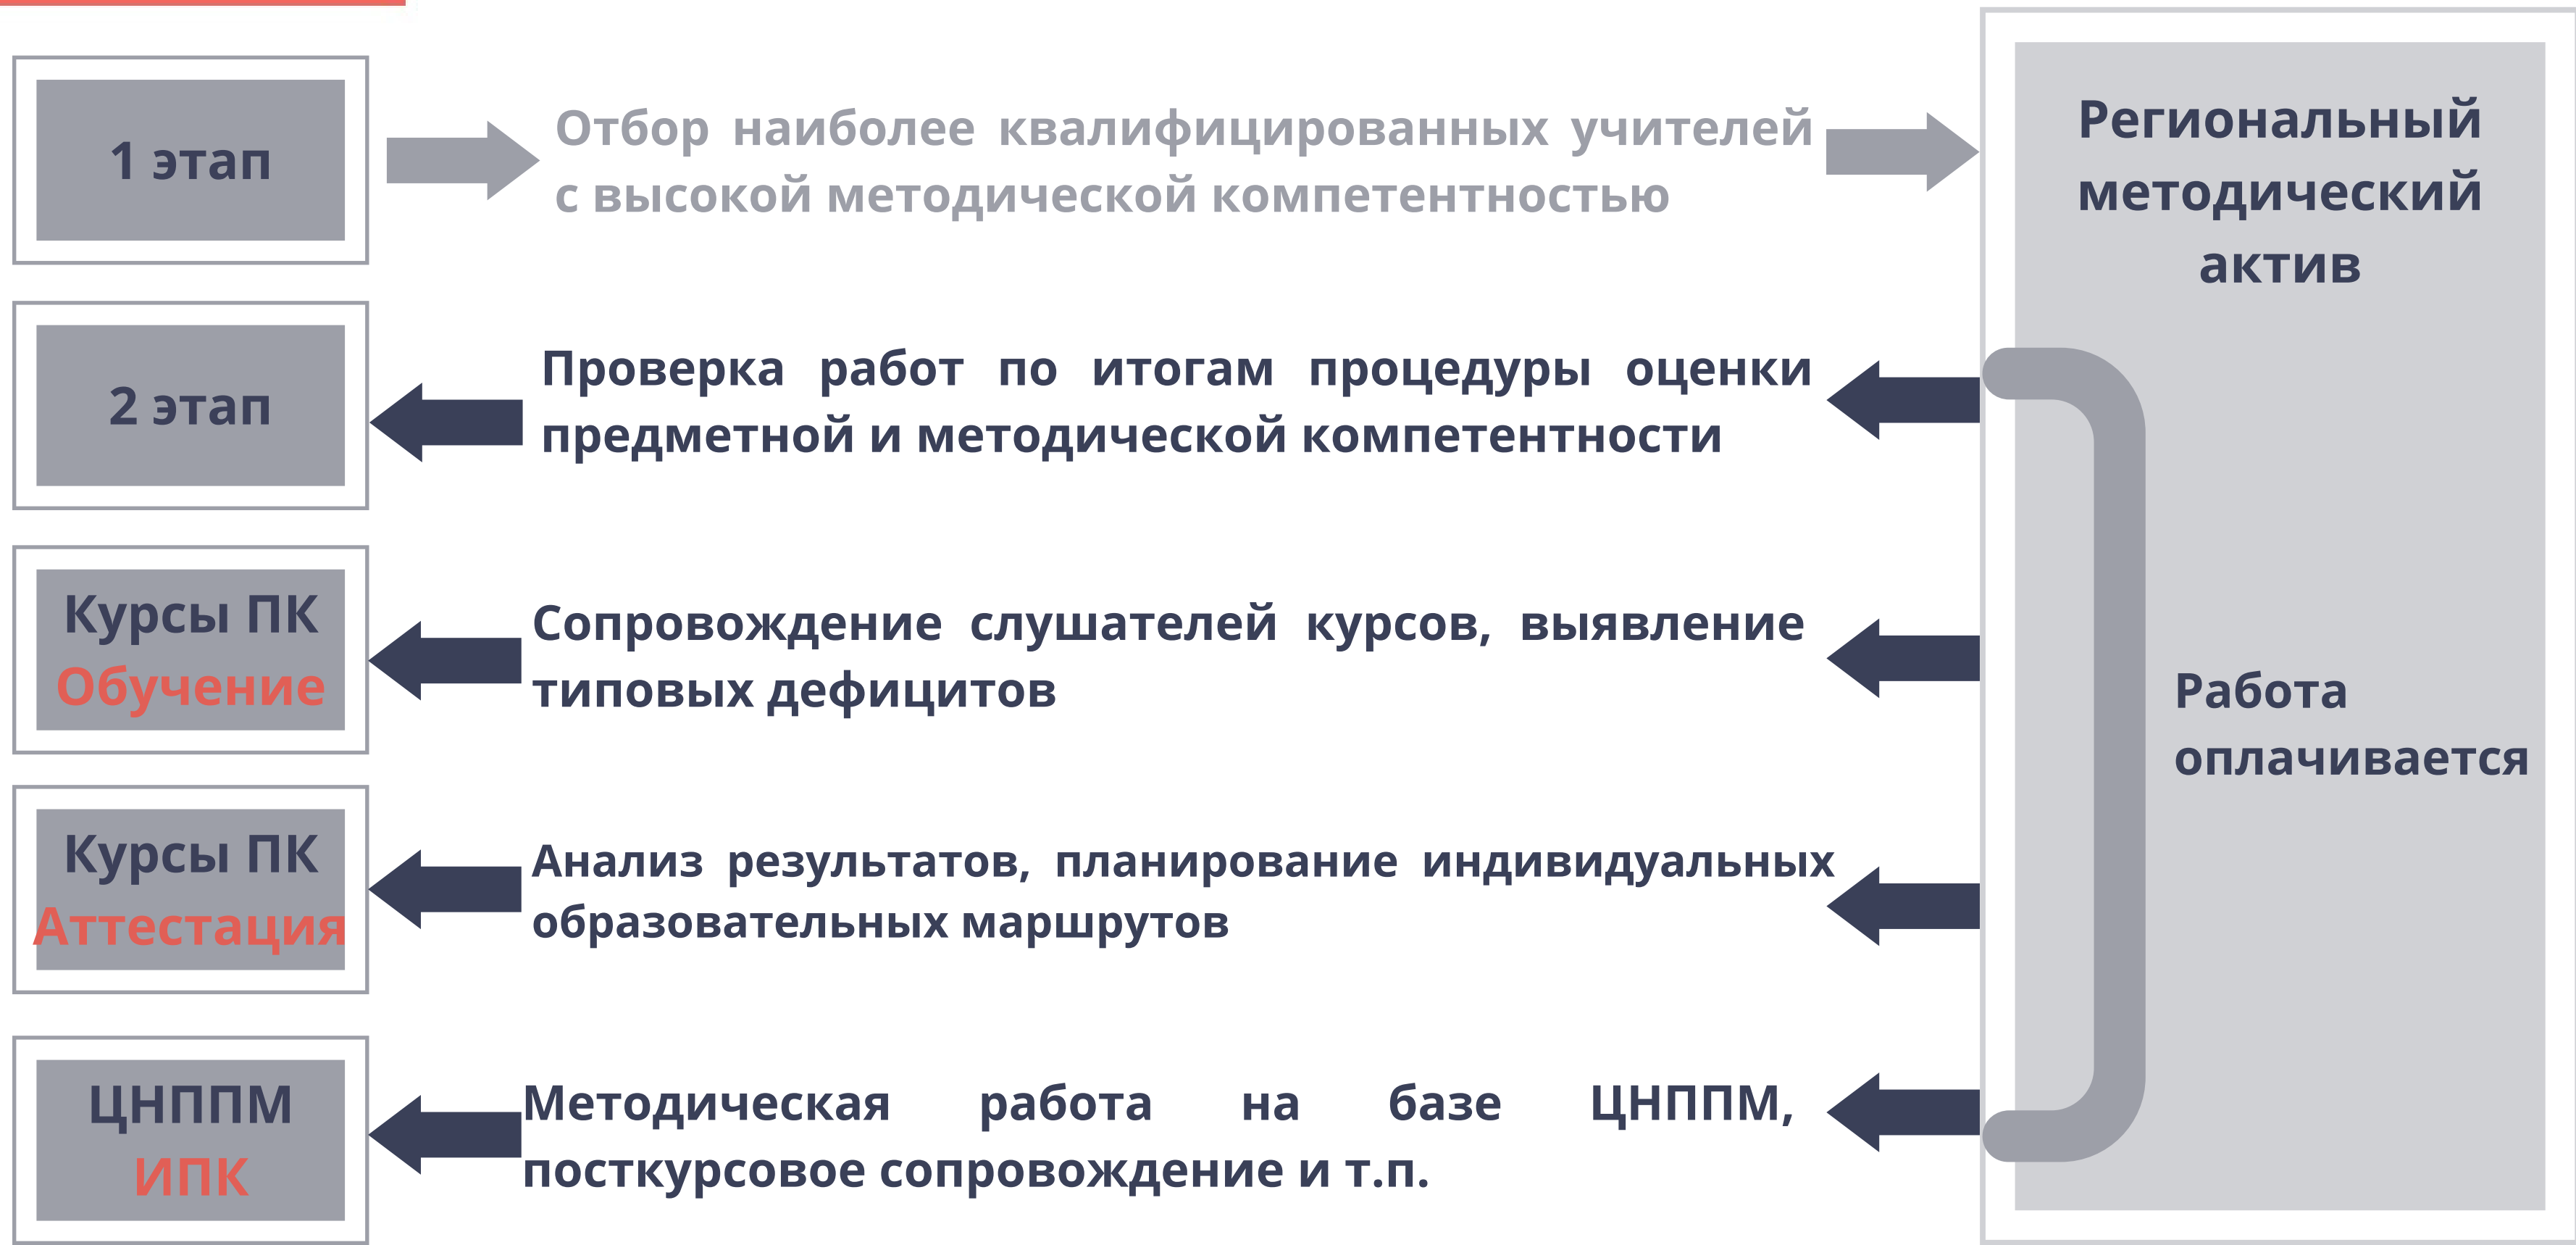 1 этап
Отбор наиболее квалифицированных учителей
с высокой методической компетентностью
Региональный
методический
актив
2 этап
Проверка работ по итогам процедуры оценки
предметной и методической компетентности
Курсы ПК
Обучение
Сопровождение слушателей курсов, выявление
типовых дефицитов
Работа
оплачивается
Курсы ПК
Аттестация
Анализ результатов, планирование индивидуальных
образовательных маршрутов
ЦНППМ
ИПК
Методическая работа на базе ЦНППМ,
посткурсовое сопровождение и т.п.